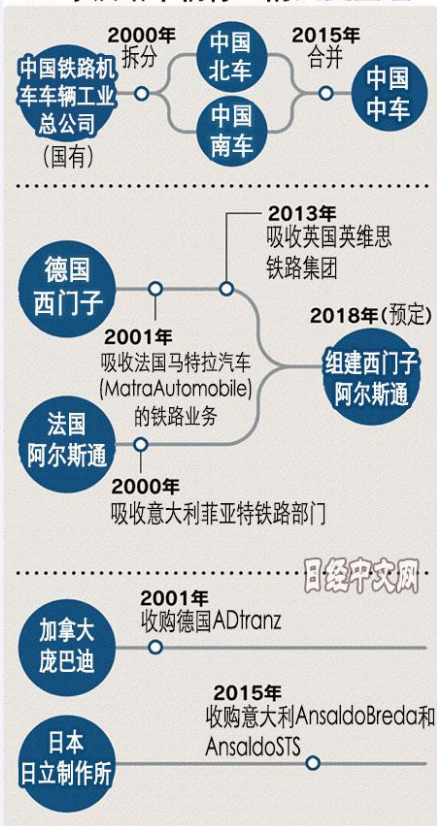 2000年
拆分
2015年
合并
中国铁路机
车车辆工业
总公司
(国有)
中国
北车
中国
南车
中国
中车
2013年
吸收英国英维思
铁路集团
德国
西门子
2001年
吸收法国马特拉汽车
(MatraAutomobile)
的铁路业务
2018年(预定)
组建西门子
阿尔斯通
法国
阿尔斯通
2000年
吸收意大利菲亚特铁路部门
日经中文网
加拿大
庞巴迪
2001年
收购德国ADtranz
日本
日立制作所
2015年
收购意大利AnsaldoBreda和
AnsaldoSTS